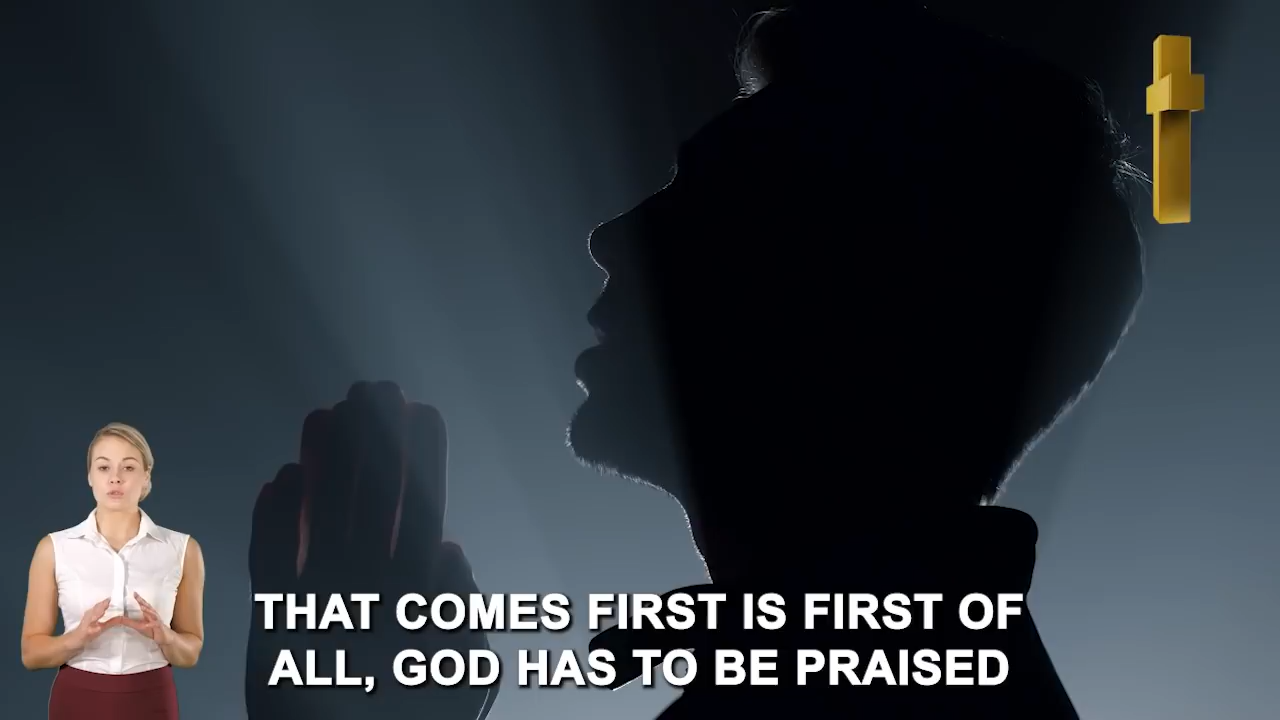 THAT COMES FIRST IS FIRST OF
ALL, GOD HAS TO BE PRAISED